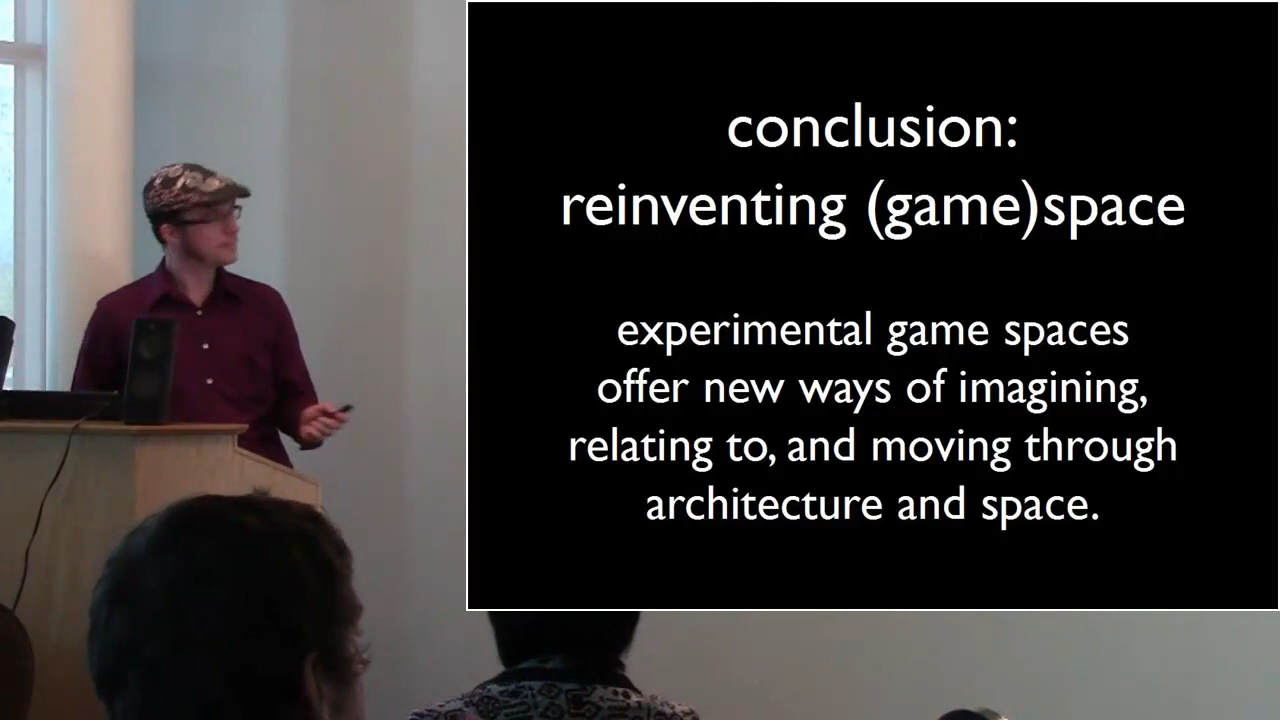 conclusion:
reinventing (game)space
experimental game spaces
offer new ways of imagining,
relating to, and moving through
architecture and space.